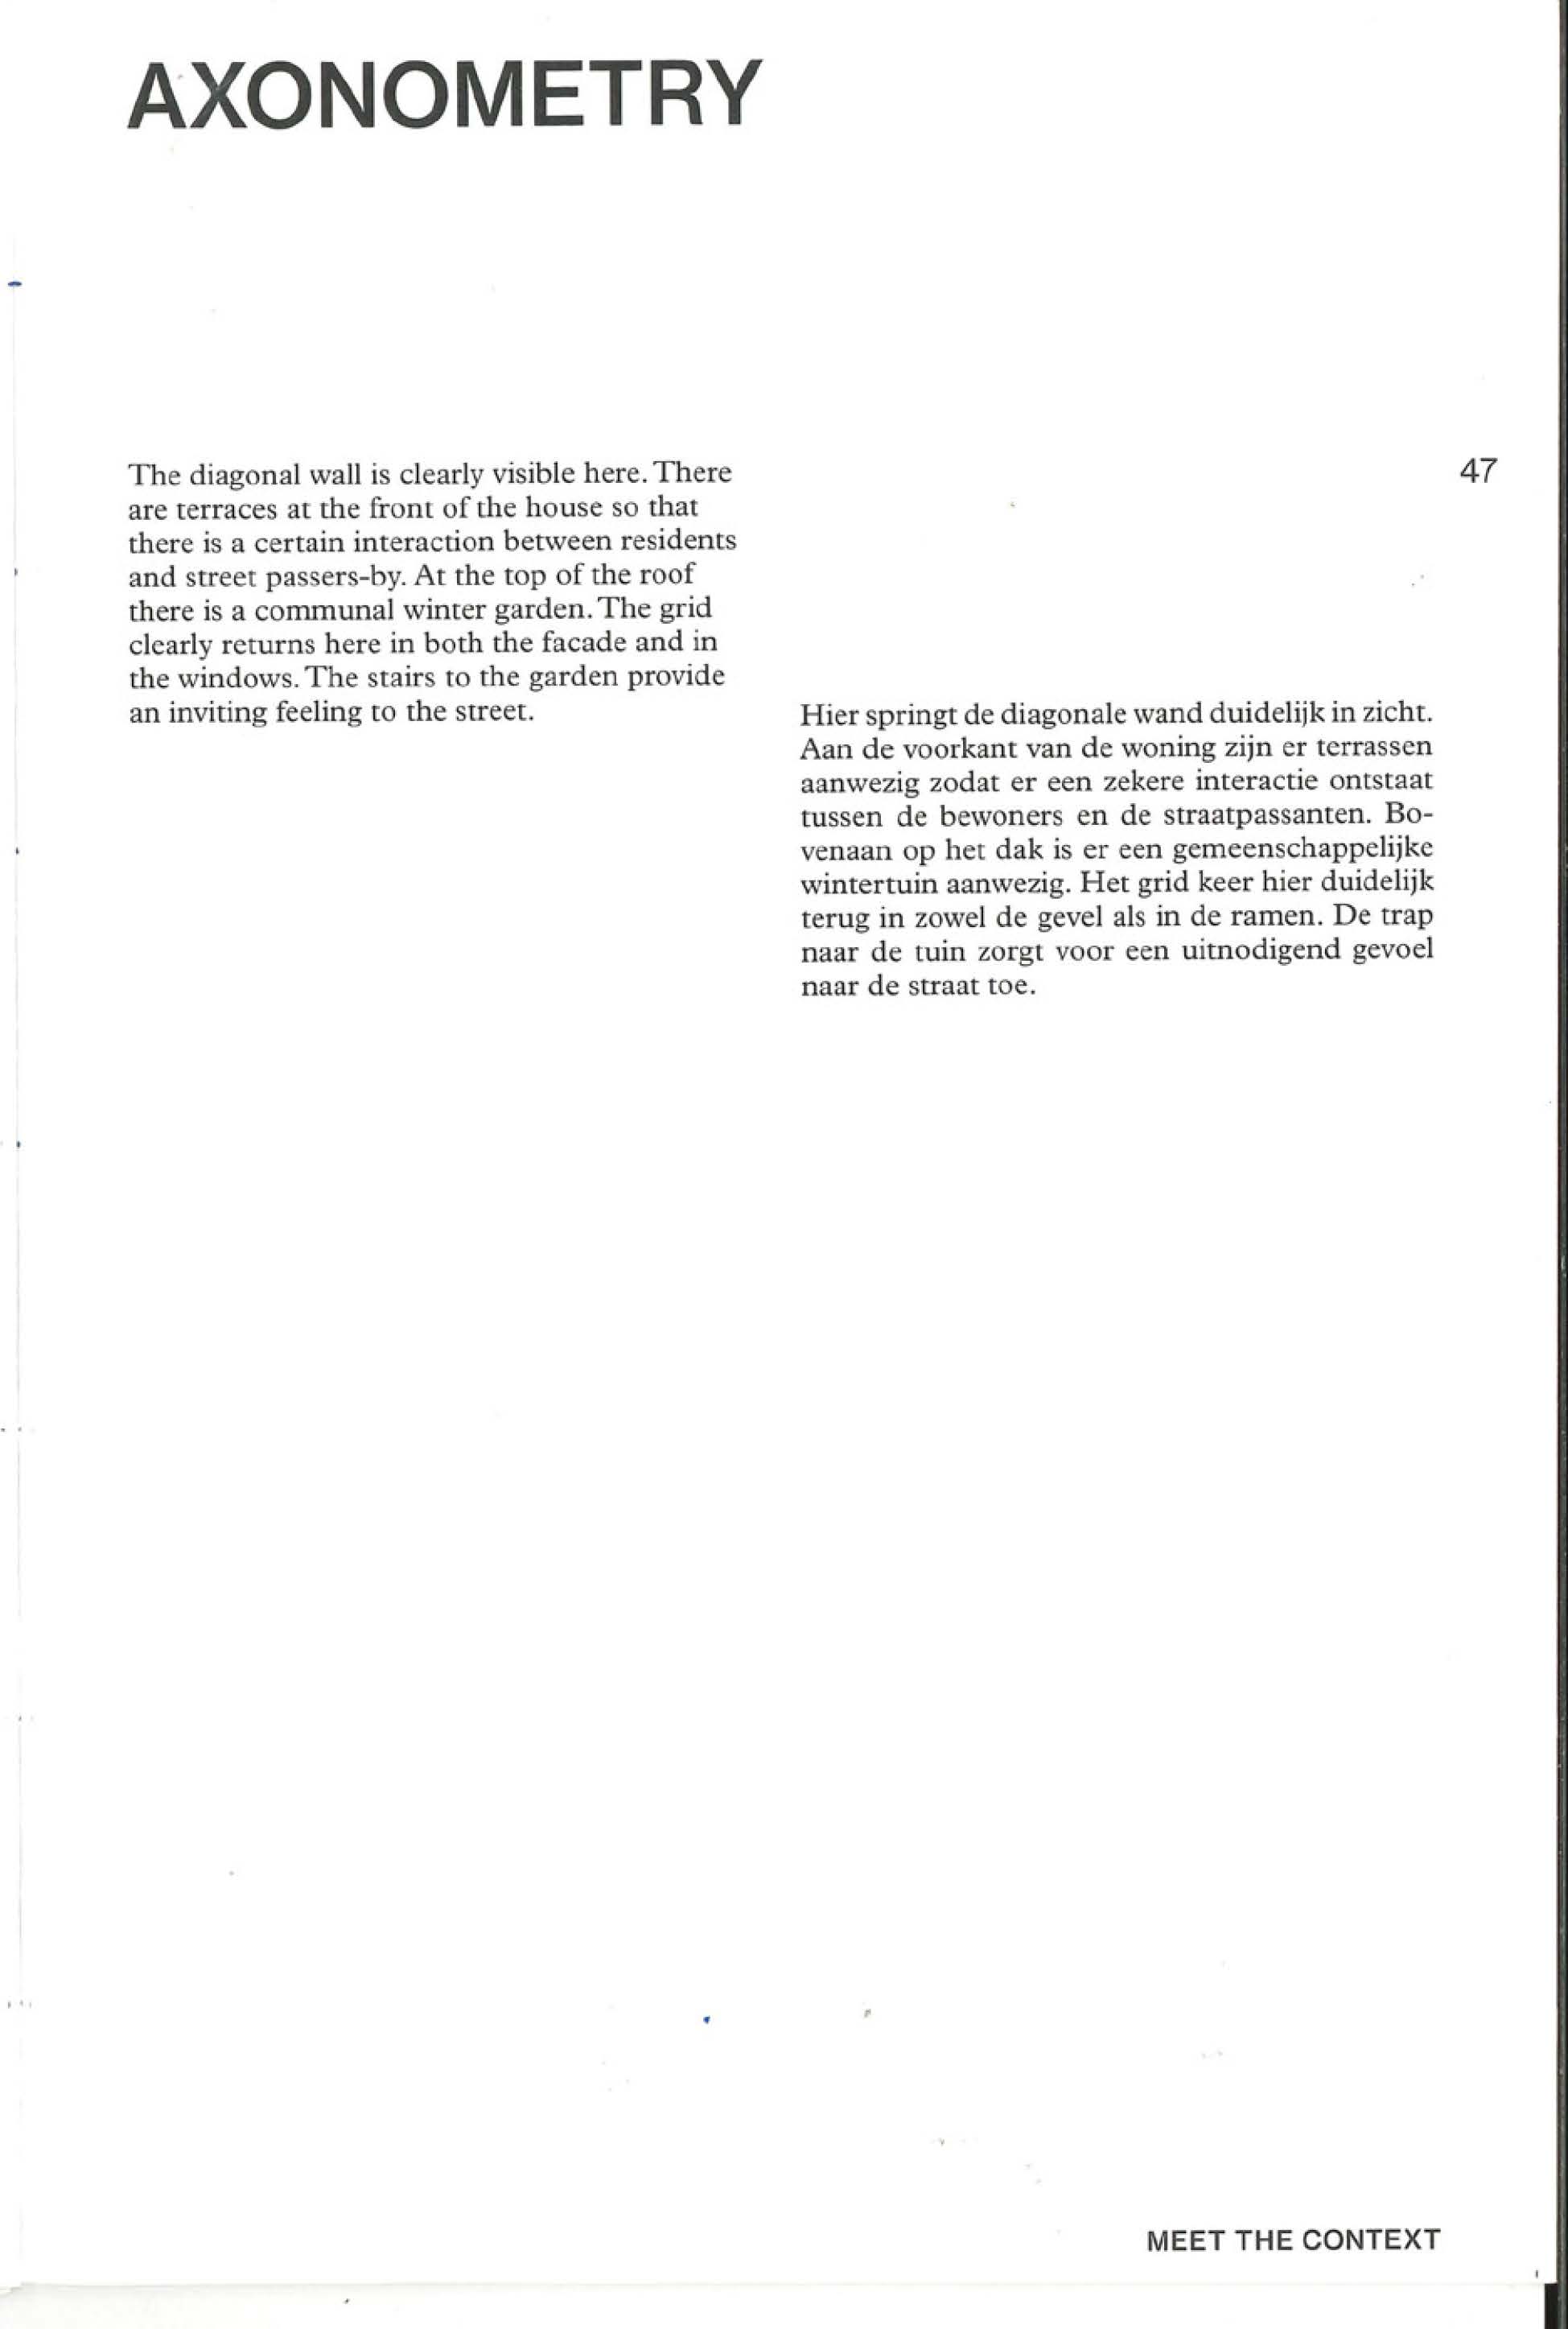 AXONOMETRY
The diagonal wall is clearly visible here. There
are terraces at the front of the house so that
there is a certain interaction between residents
and street passers-by. At the top of the roof
there is a communal winter garden. The grid
clearly returns here in both the facade and in
the windows. The stairs to the garden provide
an inviting feeling to the street.
47
Hier springt de diagonale wand duidelijk in zicht.
Aan de voorkant van de woning zijn er terrassen
aanwezig zodat er een zekere interactie ontstaat
tussen de bewoners en de straatpassanten. Bo-
venaan op het dak is er een gemeenschappelijke
wintertuin aanwezig. Het grid keer hier duidelijk
terug in zowel de gevel als in de ramen. De trap
naar de tuin zorgt voor een uitnodigend gevoel
naar de straat toe.
MEET THE CONTEXT